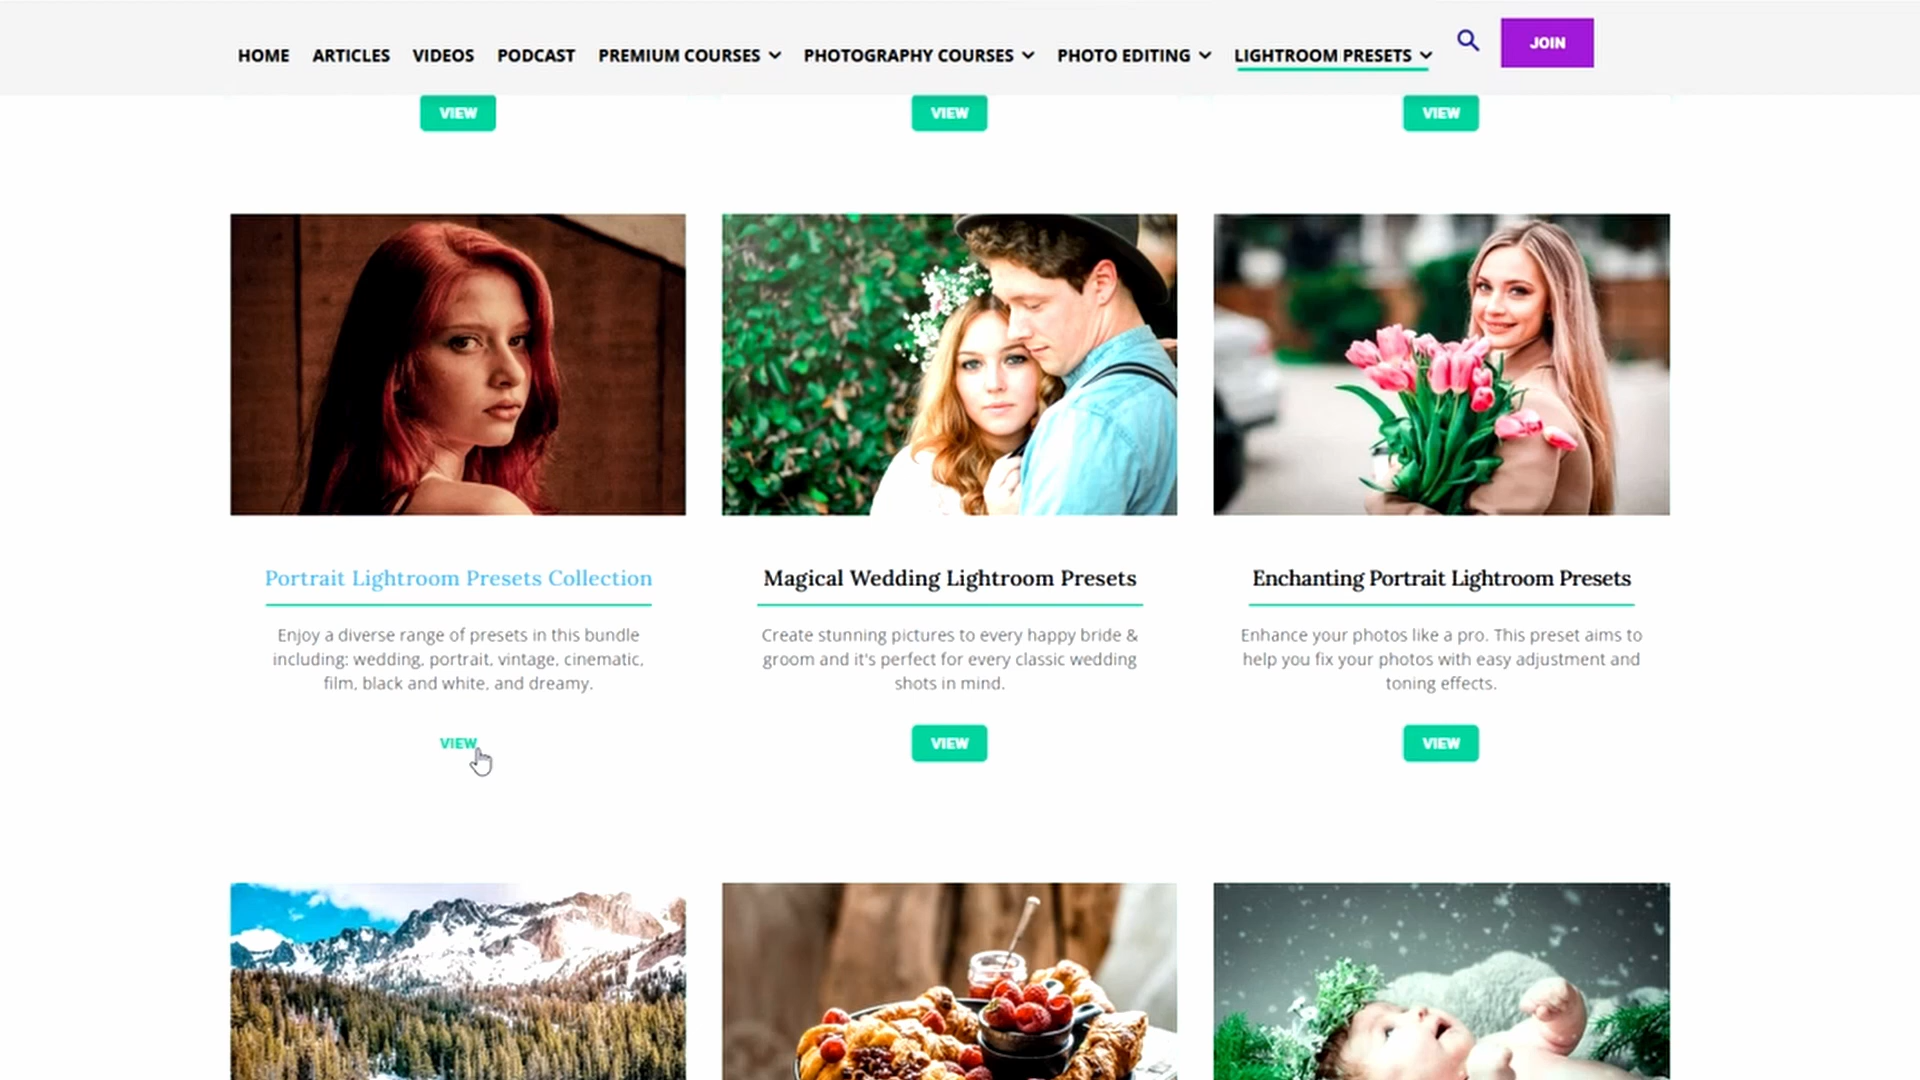 HOME ARTICLES VIDEOS PODCAST PREMIUM COURSES PHOTOGRAPHY COURSES PHOTO EDITING LIGHTROOM PRESETS JOIN
VIEW VIEW VIEW
Portrait Lightroom Presets Collection
Enjoy a diverse range of presets in this bundle
including: wedding, portrait, vintage, cinematic,
film, black and white, and dreamy.
VIEW
Magical Wedding Lightroom Presets
Create stunning pictures to every happy bride &
groom and it's perfect for every classic wedding
shots in mind.
VIEW
Enchanting Portrait Lightroom Presets
Enhance your photos like a pro. This preset aims to
help you fix your photos with easy adjustment and
toning effects.
VIEW